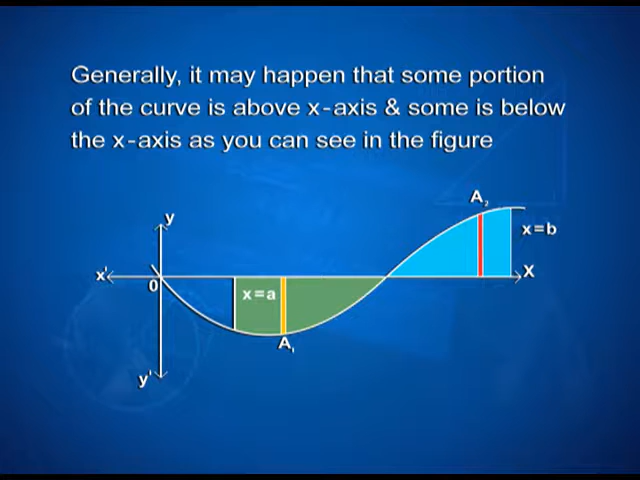 Generally, it may happen that some portion
of the curve is above x-axis & some is below
the x-axis as you can see in the figure
A₂
y
x=b
x'
X
0
x=a
A₁
y'